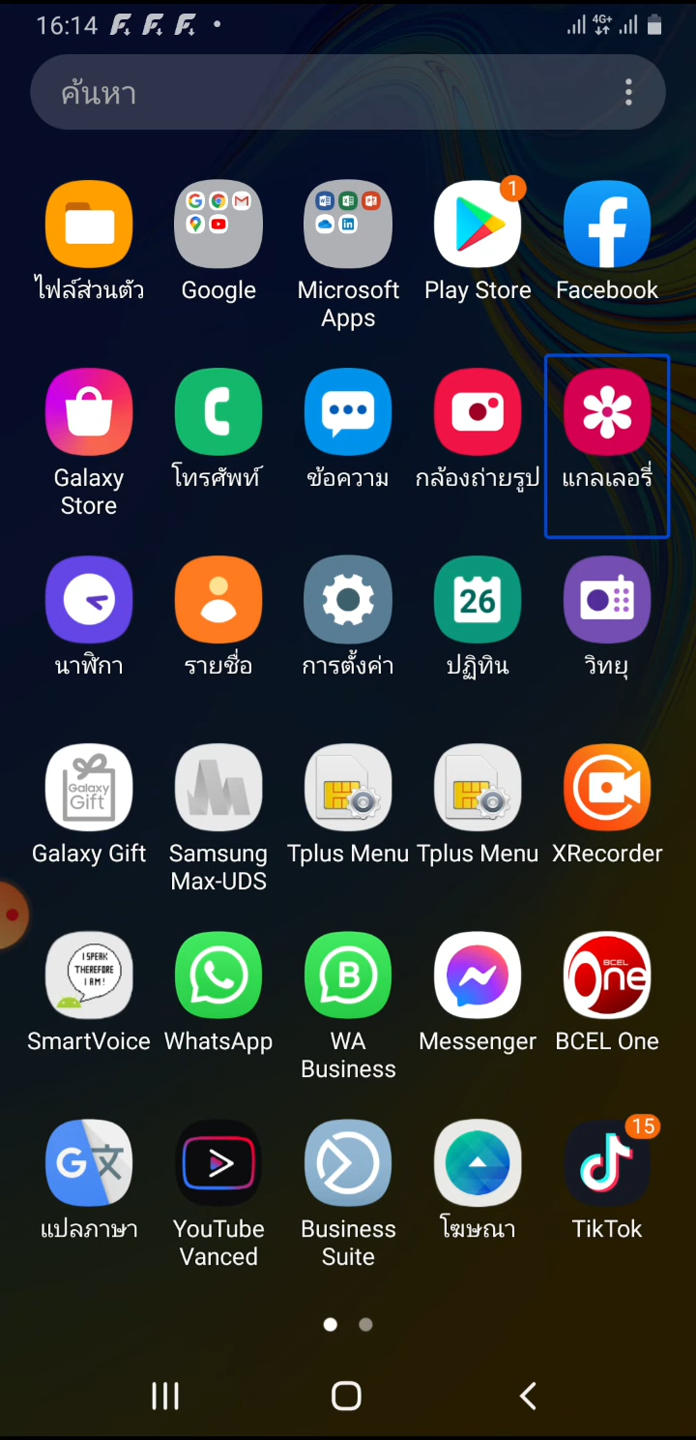 16:14
4G+
ค้นหา
1
ไฟล์ส่วนตัว
Google
Microsoft
Apps
Play Store
Facebook
Galaxy
Store
โทรศัพท์
ข้อความ
กล้องถ่ายรูป
แกลเลอรี่
26
นาฬิกา
รายชื่อ
การตั้งค่า
ปฏิทิน
วิทยุ
Galaxy
Gift
Galaxy Gift
Samsung
Max-UDS
Tplus Menu
Tplus Menu
XRecorder
I SPEAK
THEREFORE
I AM!
BCEL
One
SmartVoice
WhatsApp
WA
Business
Messenger
BCEL One
15
G文
แปลภาษา
YouTube
Vanced
Business
Suite
โฆษณา
TikTok